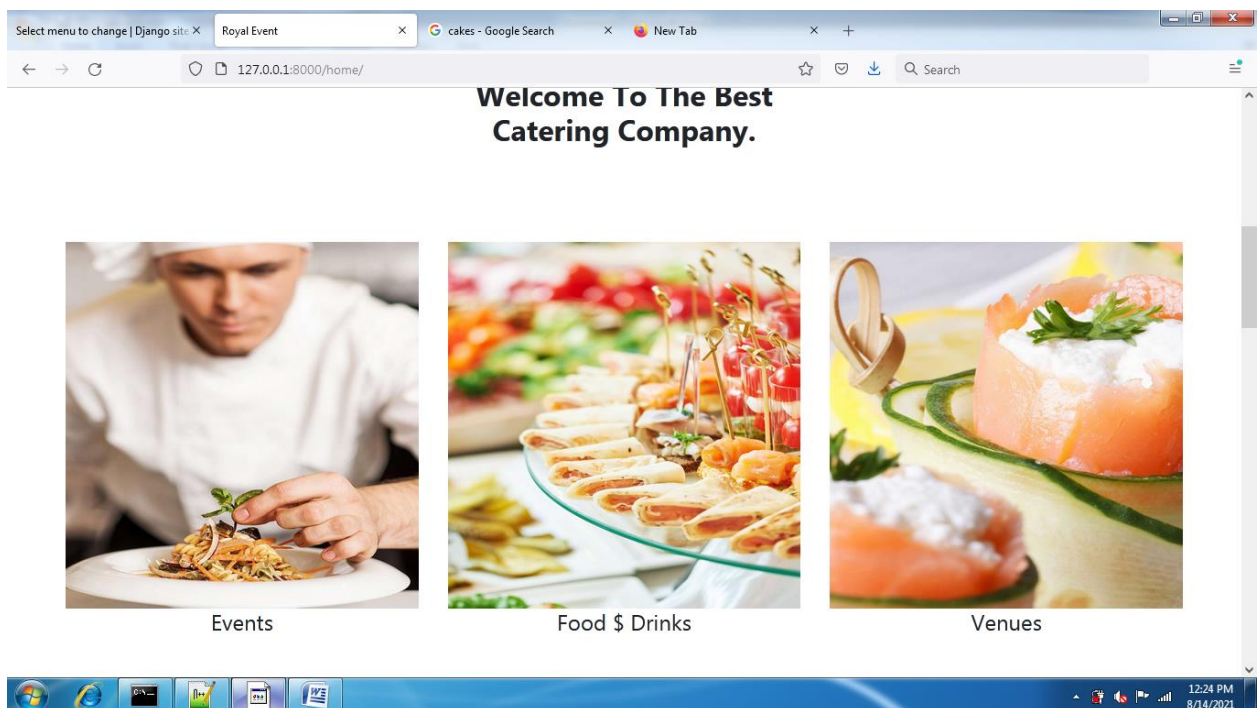 Select menu to change | Django site
Royal Event
cakes - Google Search
New Tab
127.0.0.1:8000/home/
Search
Welcome To The Best
Catering Company.
Events
Food $ Drinks
Venues
12:24 PM
8/14/2021